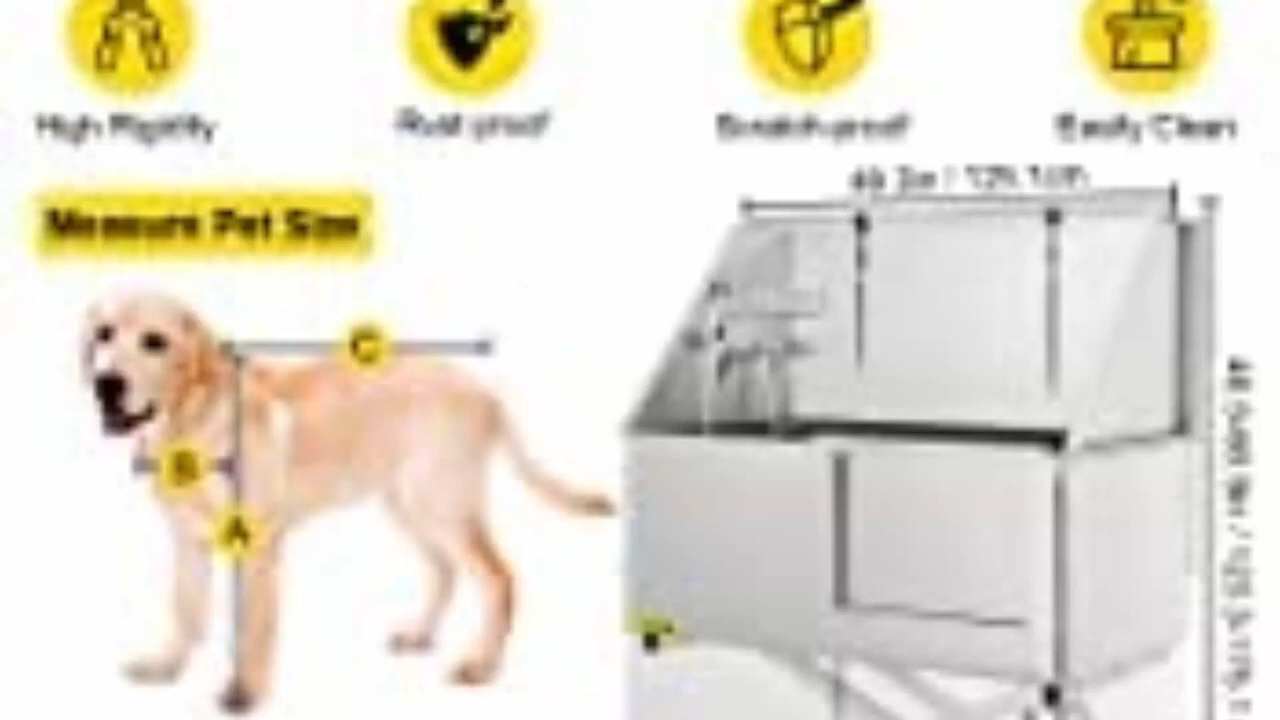 High Rigidity
Rust-proof
Scratch-proof
Easily Clean
Measure Pet Size
C
B
A